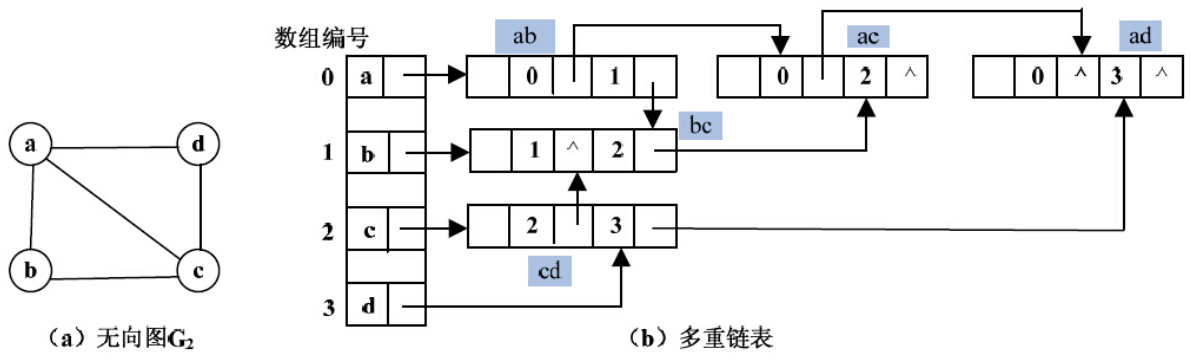 数组编号
ab
ac
ad
0 a 0 1 0 2 ^ 0 ^ 3 ^
bc
a d
1 b 1 ^ 2
2 c 2 3
b c
cd
3 d
(a) 无向图G2
(b) 多重链表